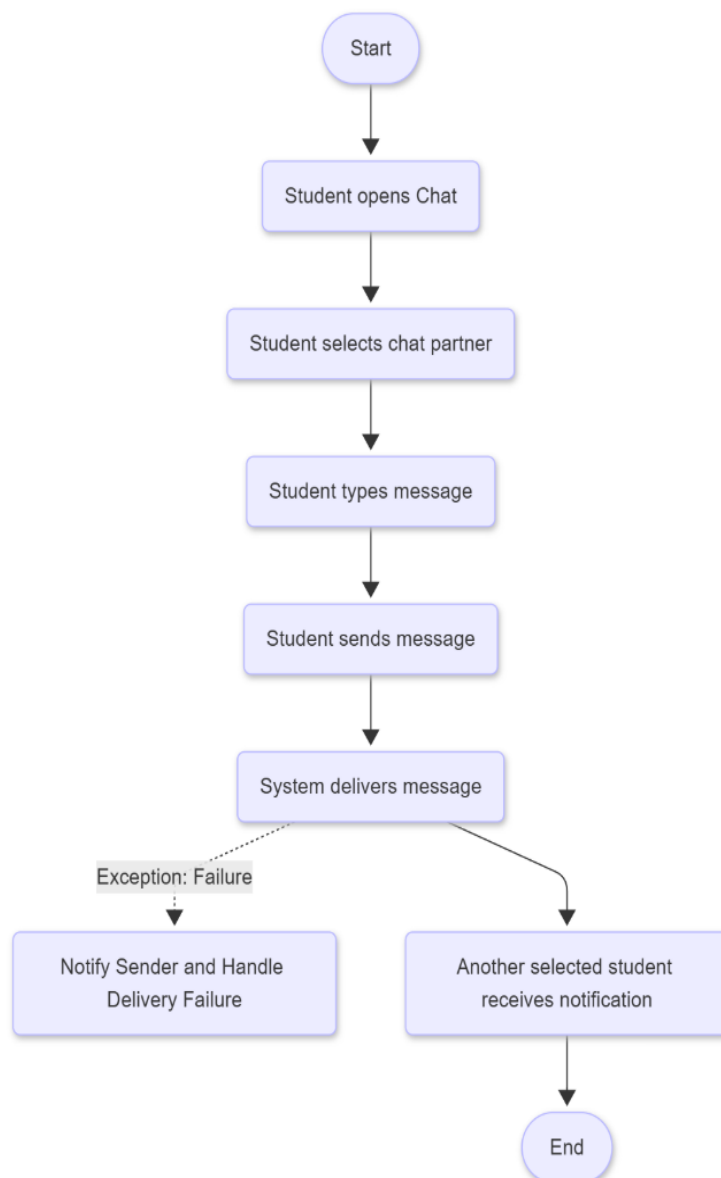 Start
Student opens Chat
Student selects chat partner
Student types message
Student sends message
System delivers message
Exception: Failure
Notify Sender and Handle
Delivery Failure
Another selected student
receives notification
End